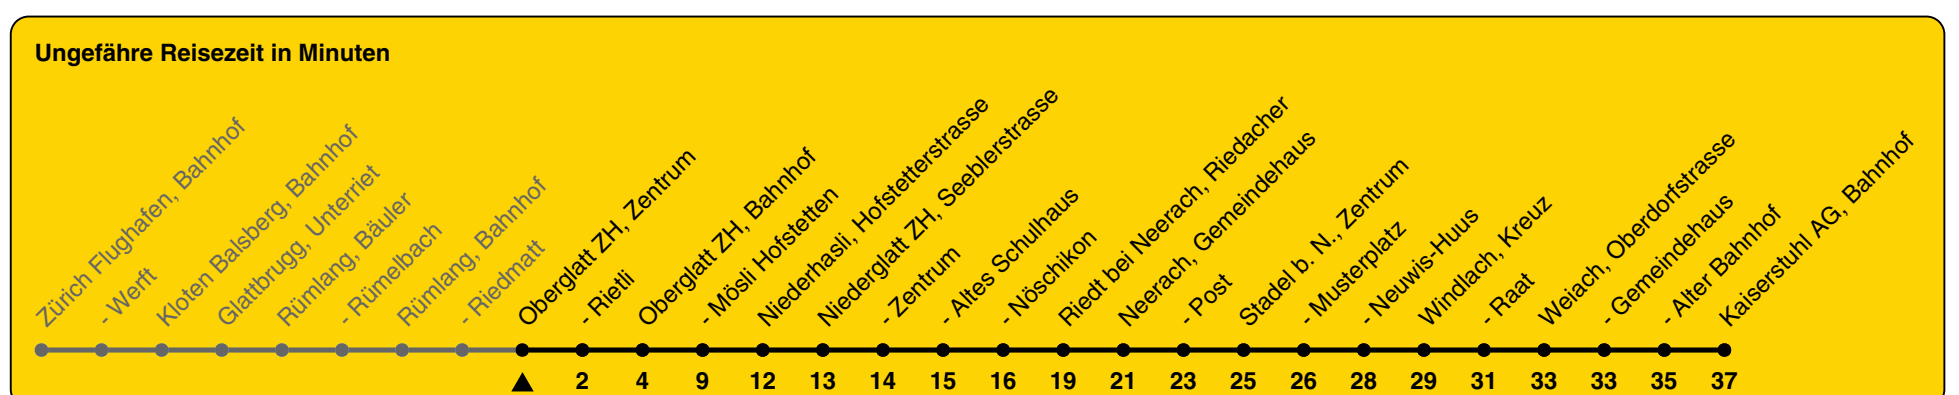 Ungefähre Reisezeit in Minuten
Zürich Flughafen, Bahnhof
- Werft
Kloten Balsberg, Bahnhof
Glattbrugg, Unterriet
Rümlang, Bäuler
- Rümelbach
Rümlang, Bahnhof
- Riedmatt
Oberglatt ZH, Zentrum
- Rietli
Oberglatt ZH, Bahnhof
- Mösli Hofstetten
Niederhasli, Hofstetterstrasse
Niederglatt ZH, Seeblerstrasse
- Zentrum
- Altes Schulhaus
- Nöschikon
Riedt bei Neerach, Riedacher
Neerach, Gemeindehaus
- Post
Stadel b. N., Zentrum
- Musterplatz
- Neuwis-Huus
Windlach, Kreuz
- Raat
Weiach, Oberdorfstrasse
- Gemeindehaus
- Alter Bahnhof
Kaiserstuhl AG, Bahnhof
2 4 9 12 13 14 15 16 19 21 23 25 26 28 29 31 33 33 35 37